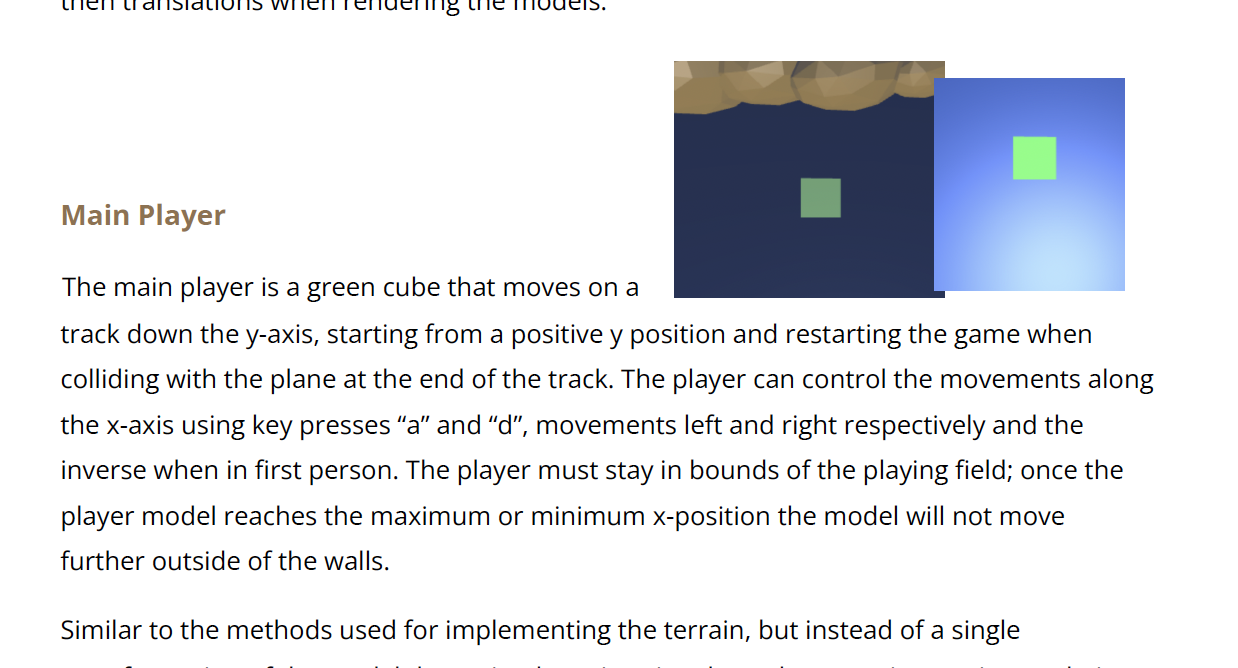 then translations when rendering the models.
Main Player
The main player is a green cube that moves on a
track down the y-axis, starting from a positive y position and restarting the game when
colliding with the plane at the end of the track. The player can control the movements along
the x-axis using key presses “a” and “d”, movements left and right respectively and the
inverse when in first person. The player must stay in bounds of the playing field; once the
player model reaches the maximum or minimum x-position the model will not move
further outside of the walls.
Similar to the methods used for implementing the terrain, but instead of a single